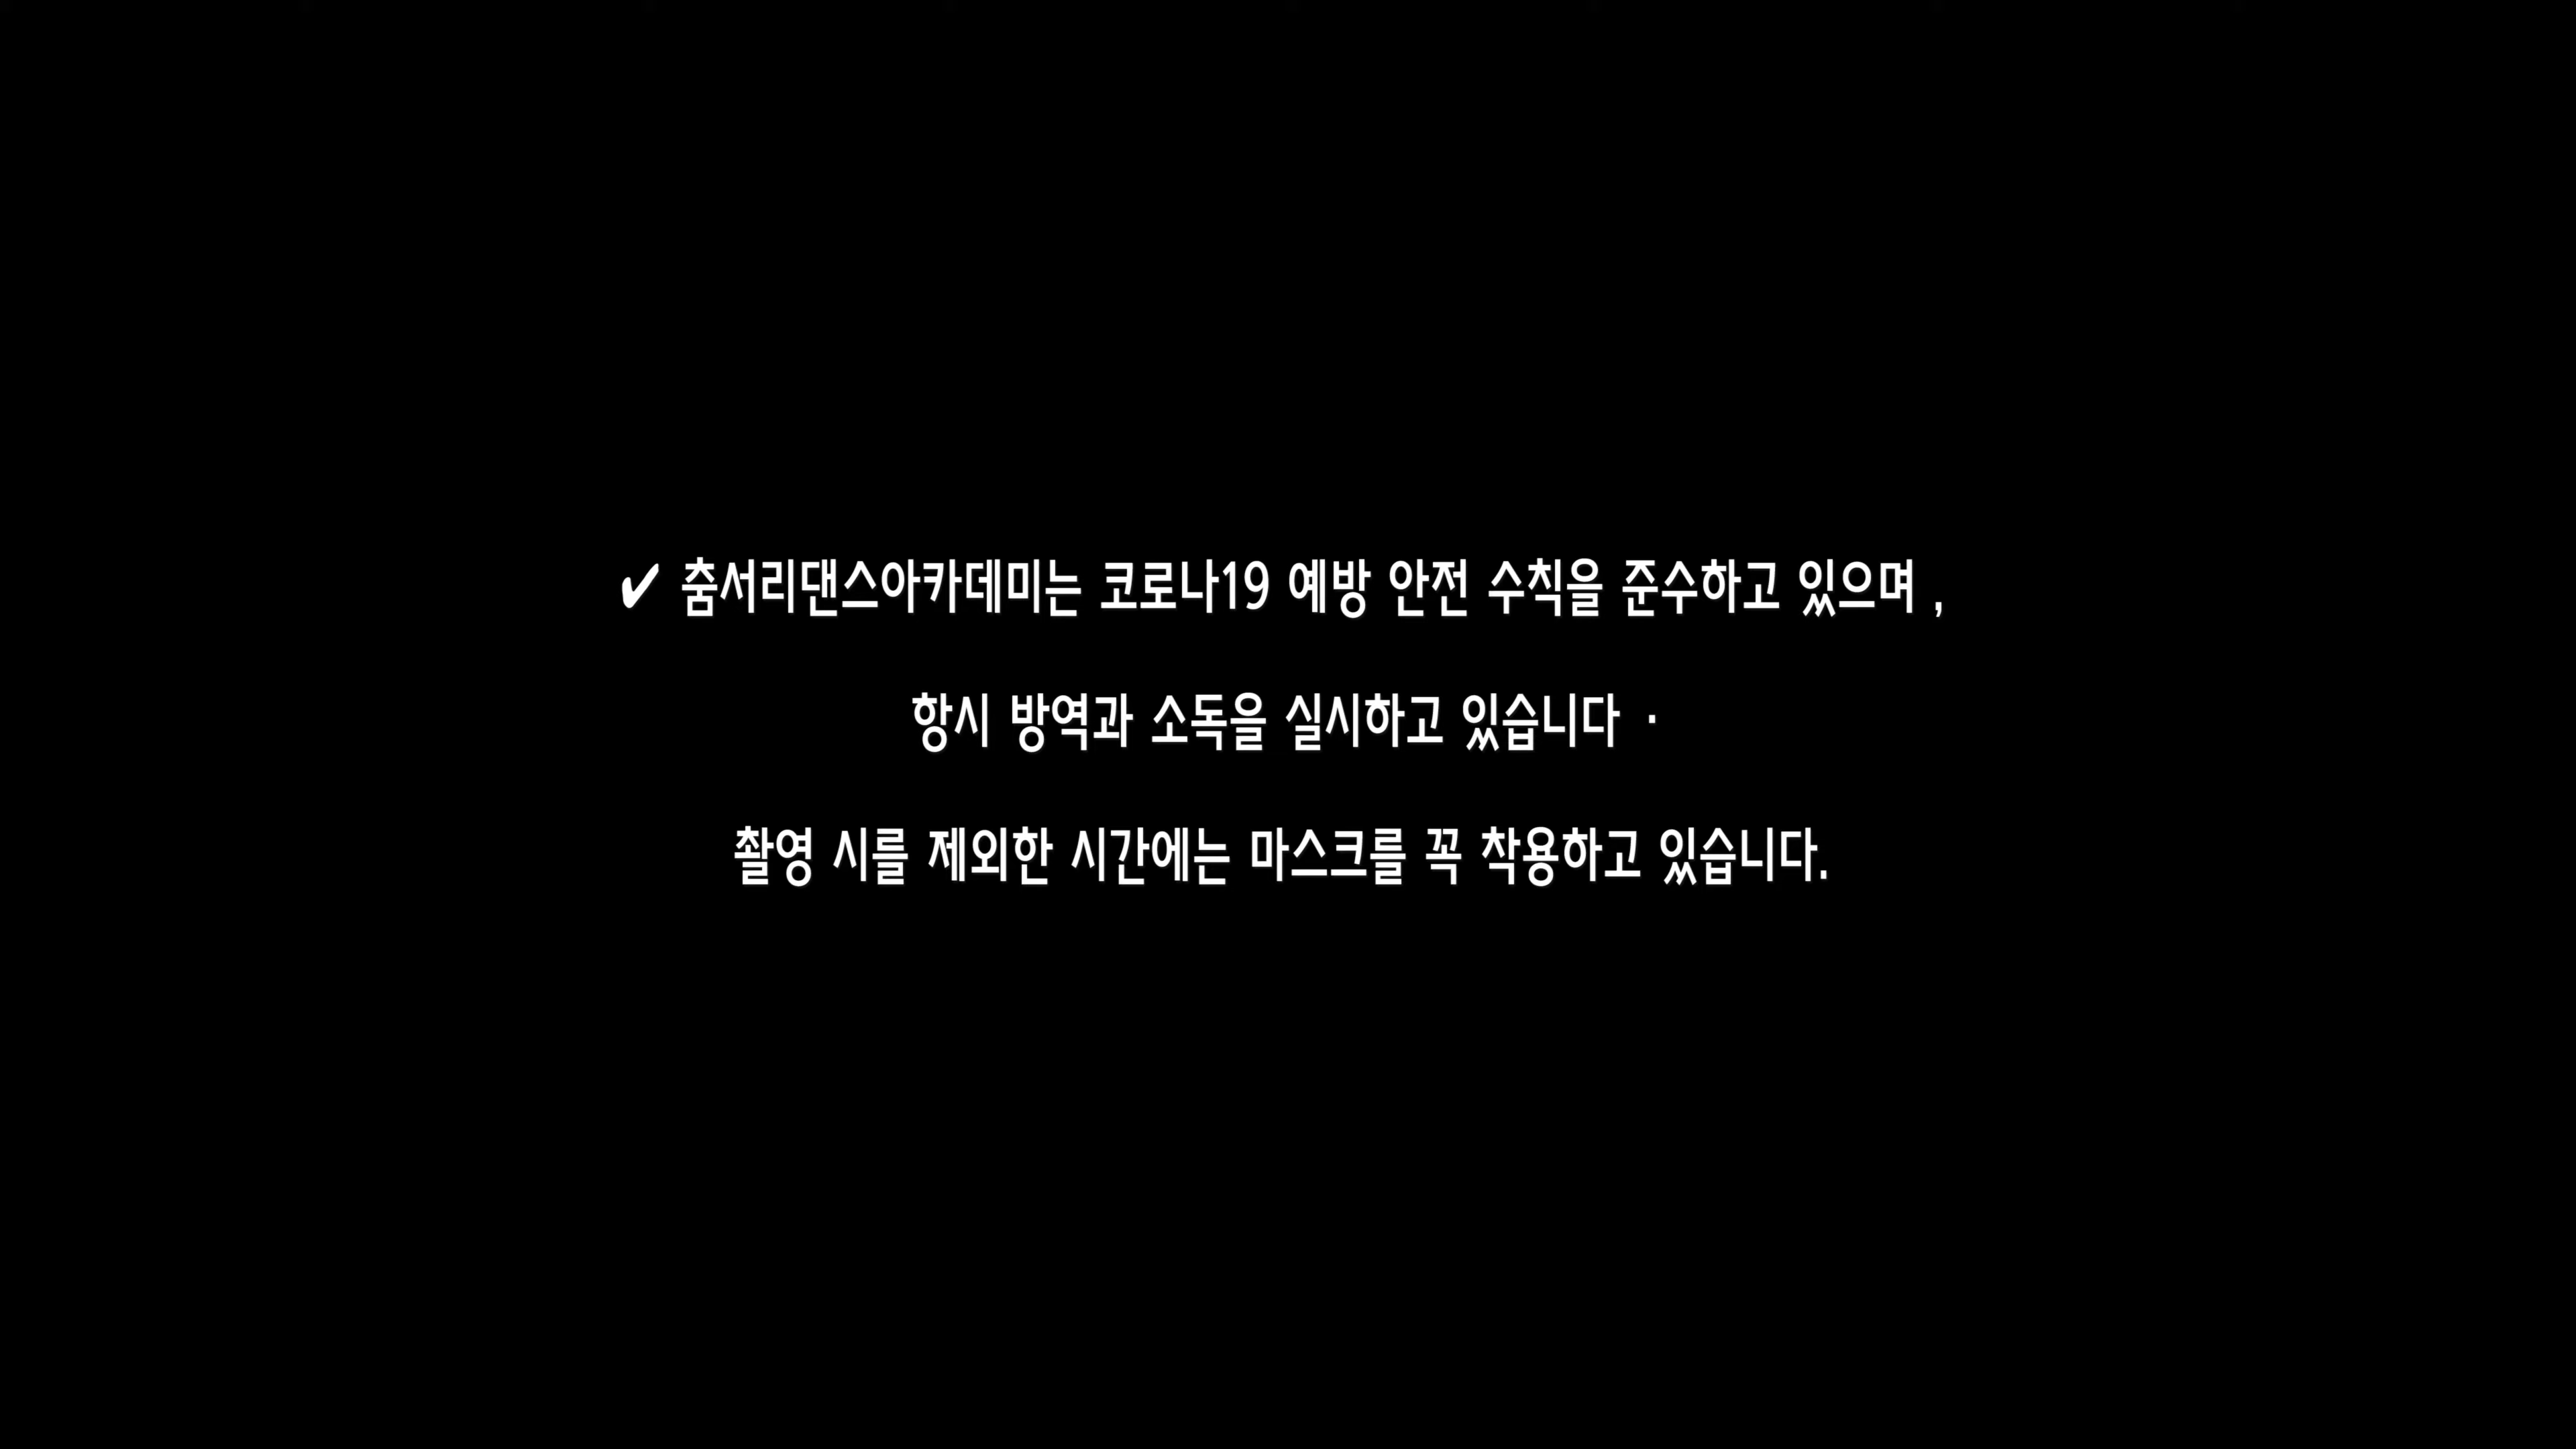 ✔ 춤서리댄스아카데미는 코로나19 예방 안전 수칙을 준수하고 있으며 ,
항시 방역과 소독을 실시하고 있습니다 ·
촬영 시를 제외한 시간에는 마스크를 꼭 착용하고 있습니다.